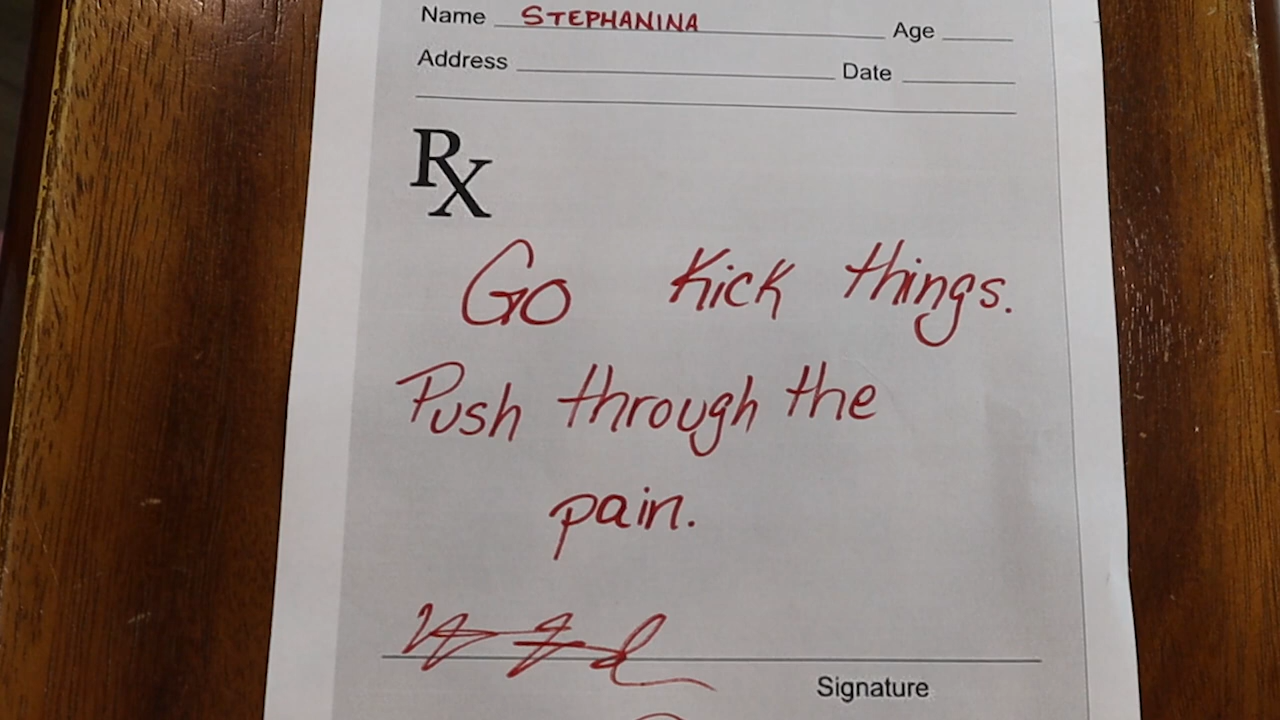 Name STEPHANINA Age
Address Date
Rx
Go Kick things.
Push through the
pain.
Signature